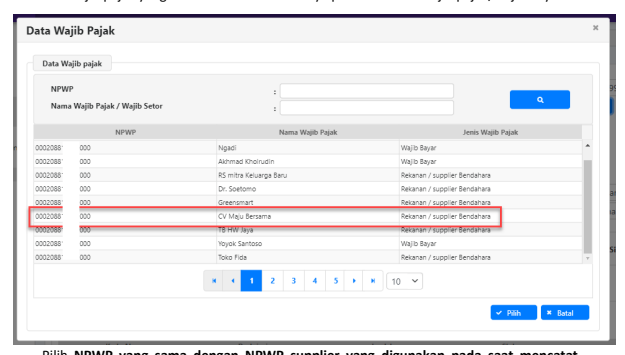 Data Wajib Pajak ×
Data Wajib pajak
NPWP :
Nama Wajib Pajak / Wajib Setor :
NPWP Nama Wajib Pajak Jenis Wajib Pajak
0002088 000 Ngadi Wajib Bayar
0002088 000 Akhmad Khoirudin Wajib Bayar
0002088 000 RS mitra Keluarga Baru Rekanan / supplier Bendahara
0002088 000 Dr. Soetomo Rekanan / supplier Bendahara
0002088 000 Greensmart Rekanan / supplier Bendahara
0002088 000 CV Maju Bersama Rekanan / supplier Bendahara
0002088 000 TB HW Jaya Rekanan / supplier Bendahara
0002088 000 Yoyok Santoso Wajib Bayar
0002088 000 Toko Fida Rekanan / supplier Bendahara
1 2 3 4 5 10
Pilih × Batal
Pilih NPWP yang sama dengan NPWP supplier yang digunakan pada saat mencatat